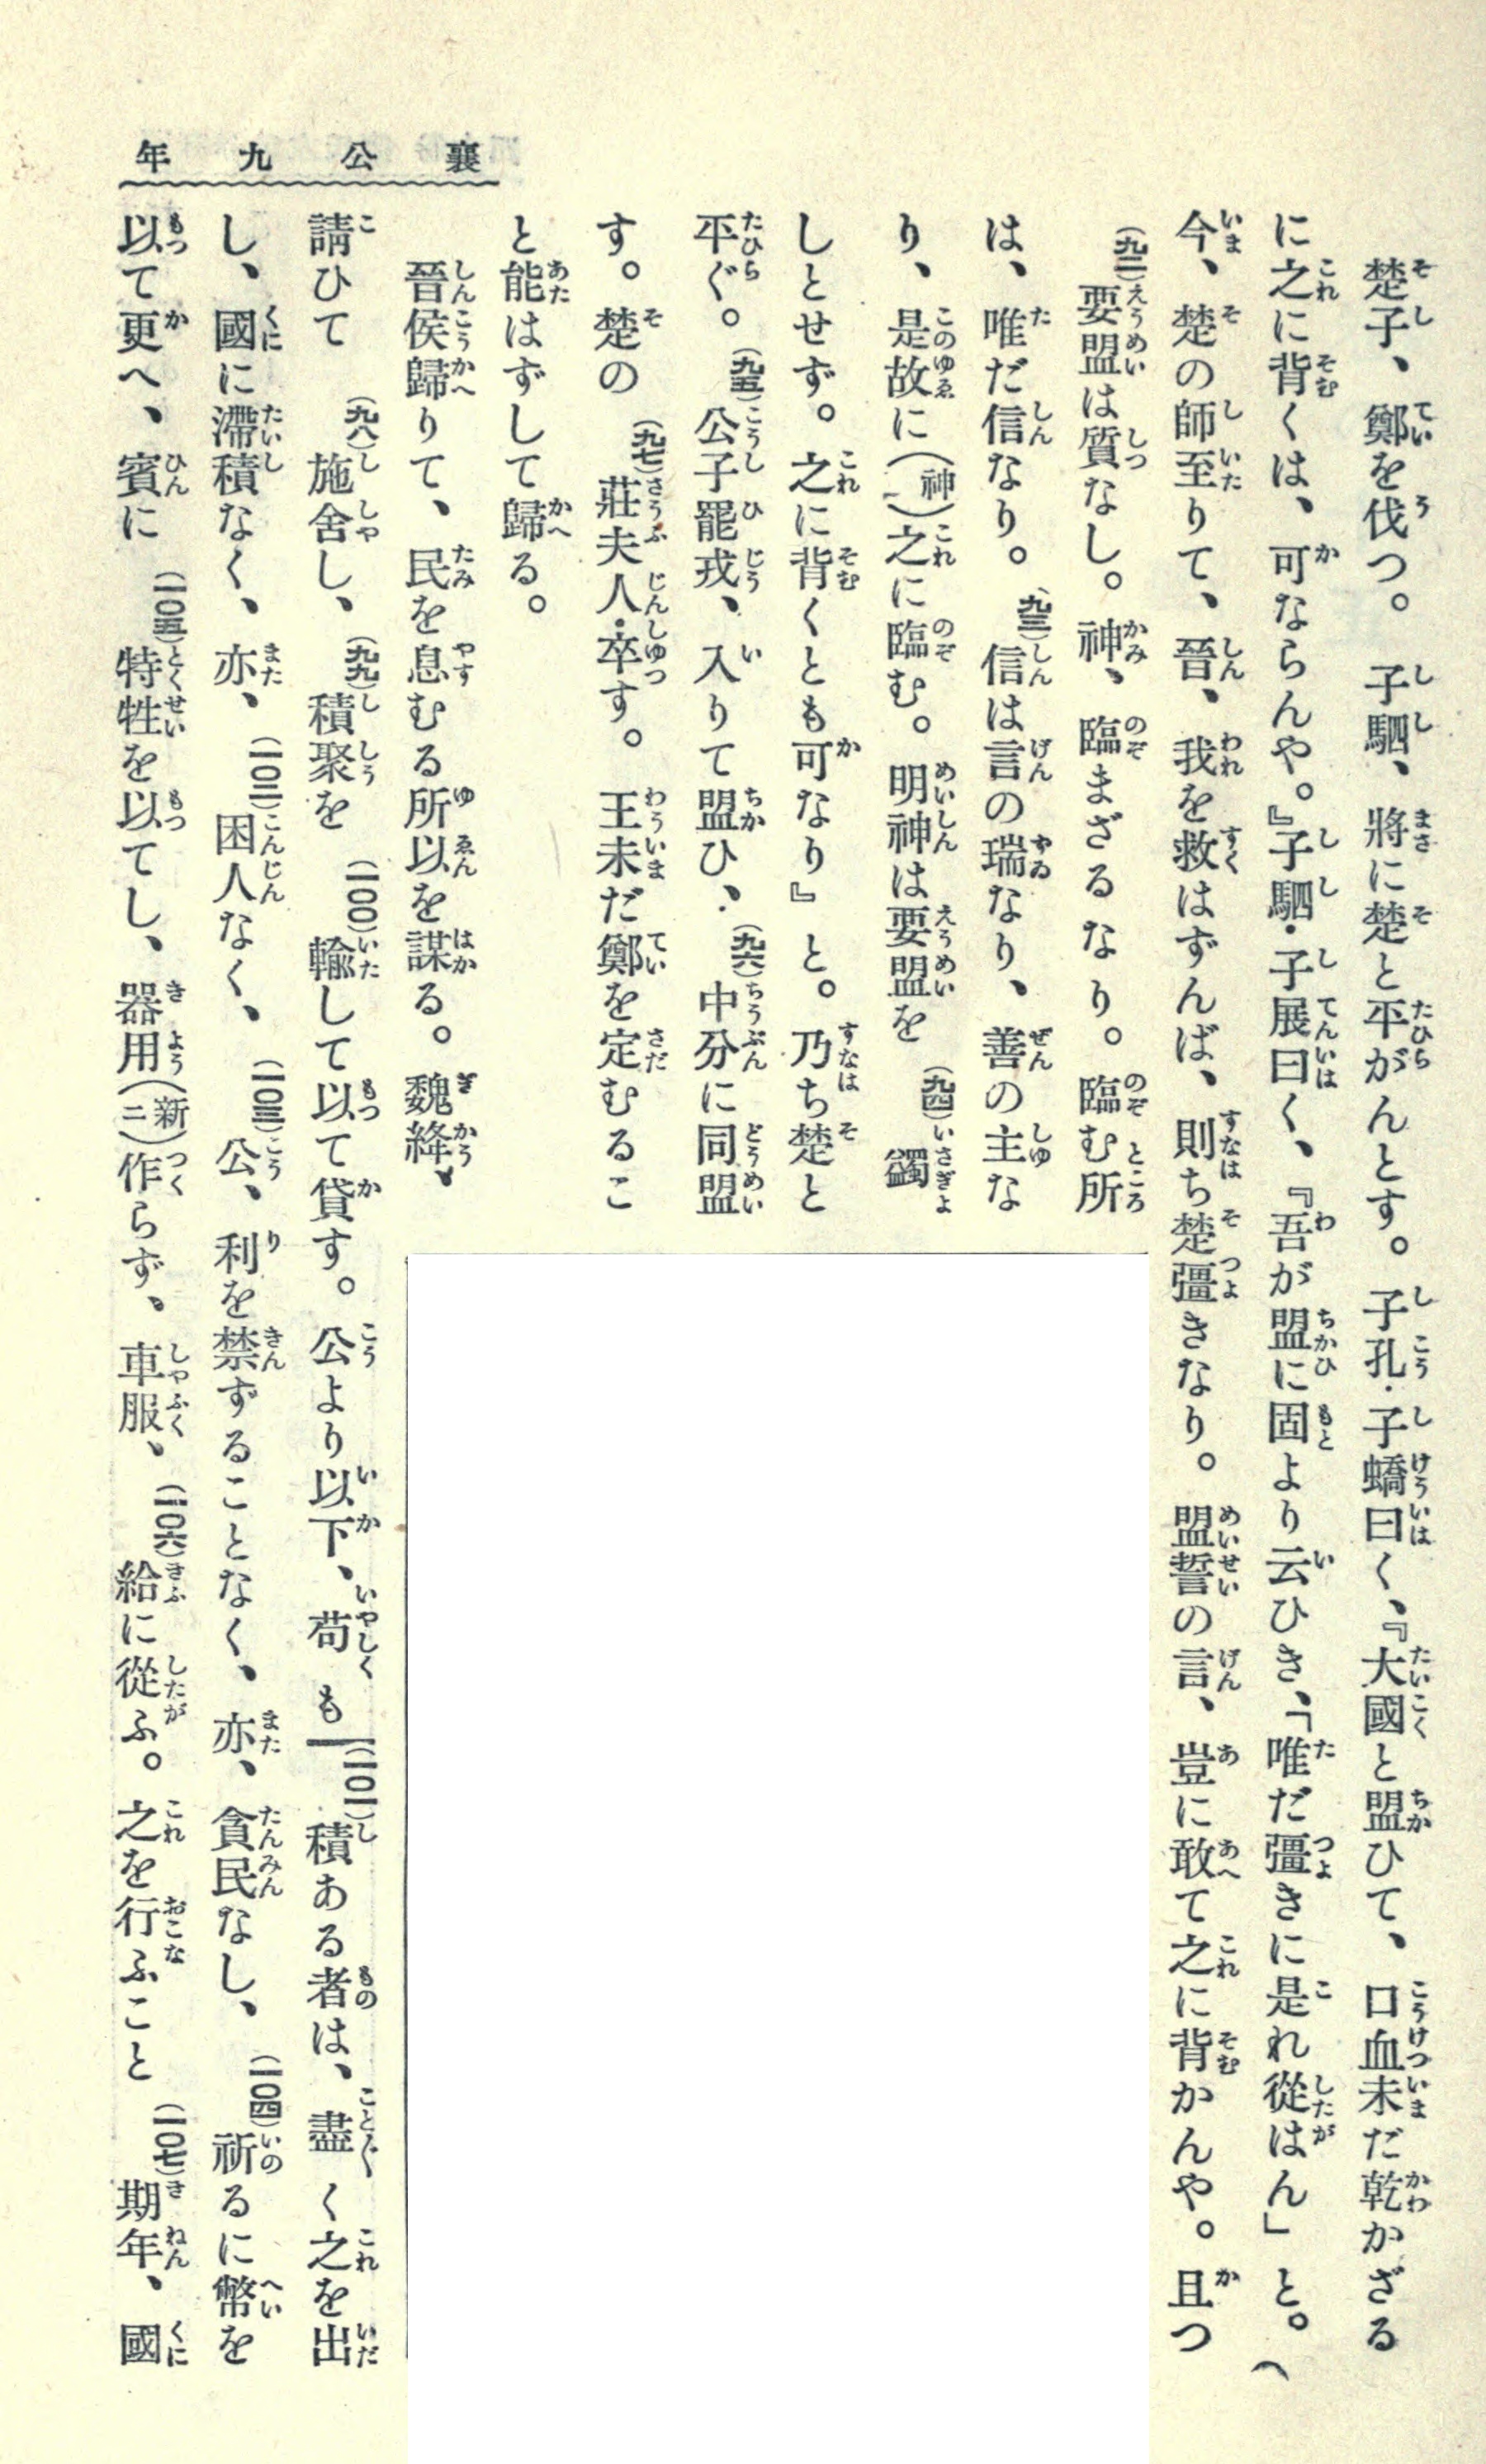 襄公九年
楚子、鄭を伐つ。　子駟、將に楚と平がんとす。子孔・子蟜曰く、『大國と盟ひて、口血未だ乾かざる
に之に背くは、可ならんや。』子駟・子展曰く、『吾が盟に固より云ひき、「唯だ彊きに是れ從はん」と。
今、楚の師至りて、晉、我を救はずんば、則ち楚彊きなり。盟誓の言、豈に敢て之に背かんや。且つ
(九二)要盟は質なし。神、臨まざるなり。臨む所
は、唯だ信なり。(九三)信は言の瑞なり、善の主な
り、是故に(神)之に臨む。明神は要盟を(九四)蠲
しとせず。之に背くとも可なり』と。乃ち楚と
平ぐ。(九五)公子罷戎、入りて盟ひ、(九六)中分に同盟
す。楚の(九七)莊夫人・卒す。王未だ鄭を定むるこ
と能はずして歸る。
晉侯歸りて、民を息むる所以を謀る。魏絳、
請ひて(九八)施舍し、(九九)積聚を(一〇〇)輸して以て貸す。公より以下、苟も(一〇一)積ある者は、盡く之を出
し、國に滯積なく、亦、(一〇二)困人なく、(一〇三)公、利を禁ずることなく、亦、貪民なし、(一〇四)祈るに幣を
以て更へ、賓に(一〇五)特牲を以てし、器用(新ニ)作らず、車服、(一〇六)給に從ふ。之を行ふこと(一〇七)期年、國